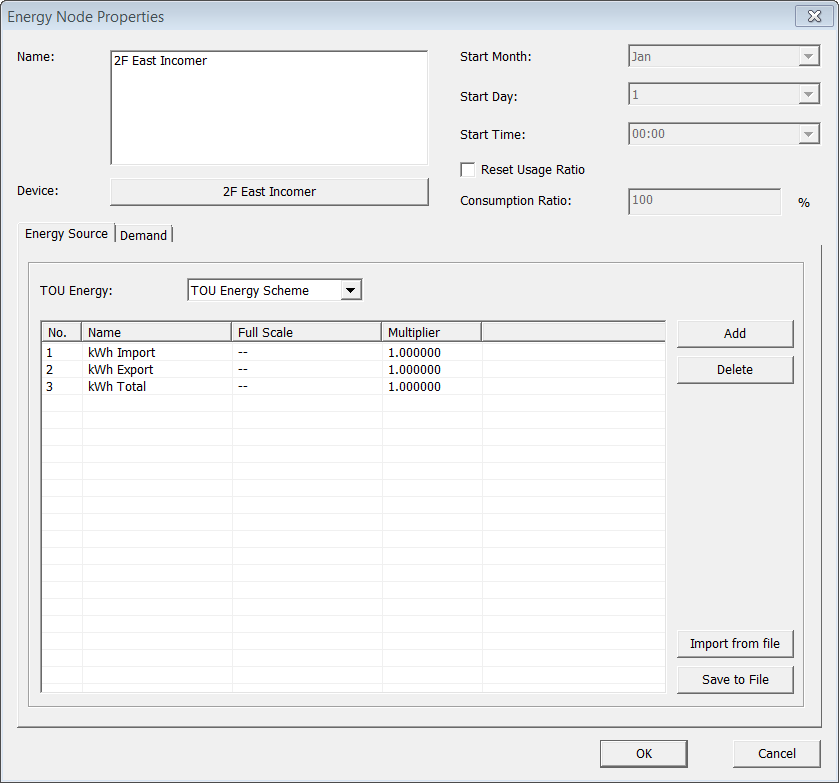 Energy Node Properties
Name:
2F East Incomer
Device:
2F East Incomer
Start Month:
Jan
Start Day:
1
Start Time:
00:00
Reset Usage Ratio
Consumption Ratio:
100
%
Energy Source
Demand
TOU Energy:
TOU Energy Scheme
No. Name Full Scale Multiplier
1 kWh Import -- 1.000000
2 kWh Export -- 1.000000
3 kWh Total -- 1.000000
Add
Delete
Import from file
Save to File
OK
Cancel